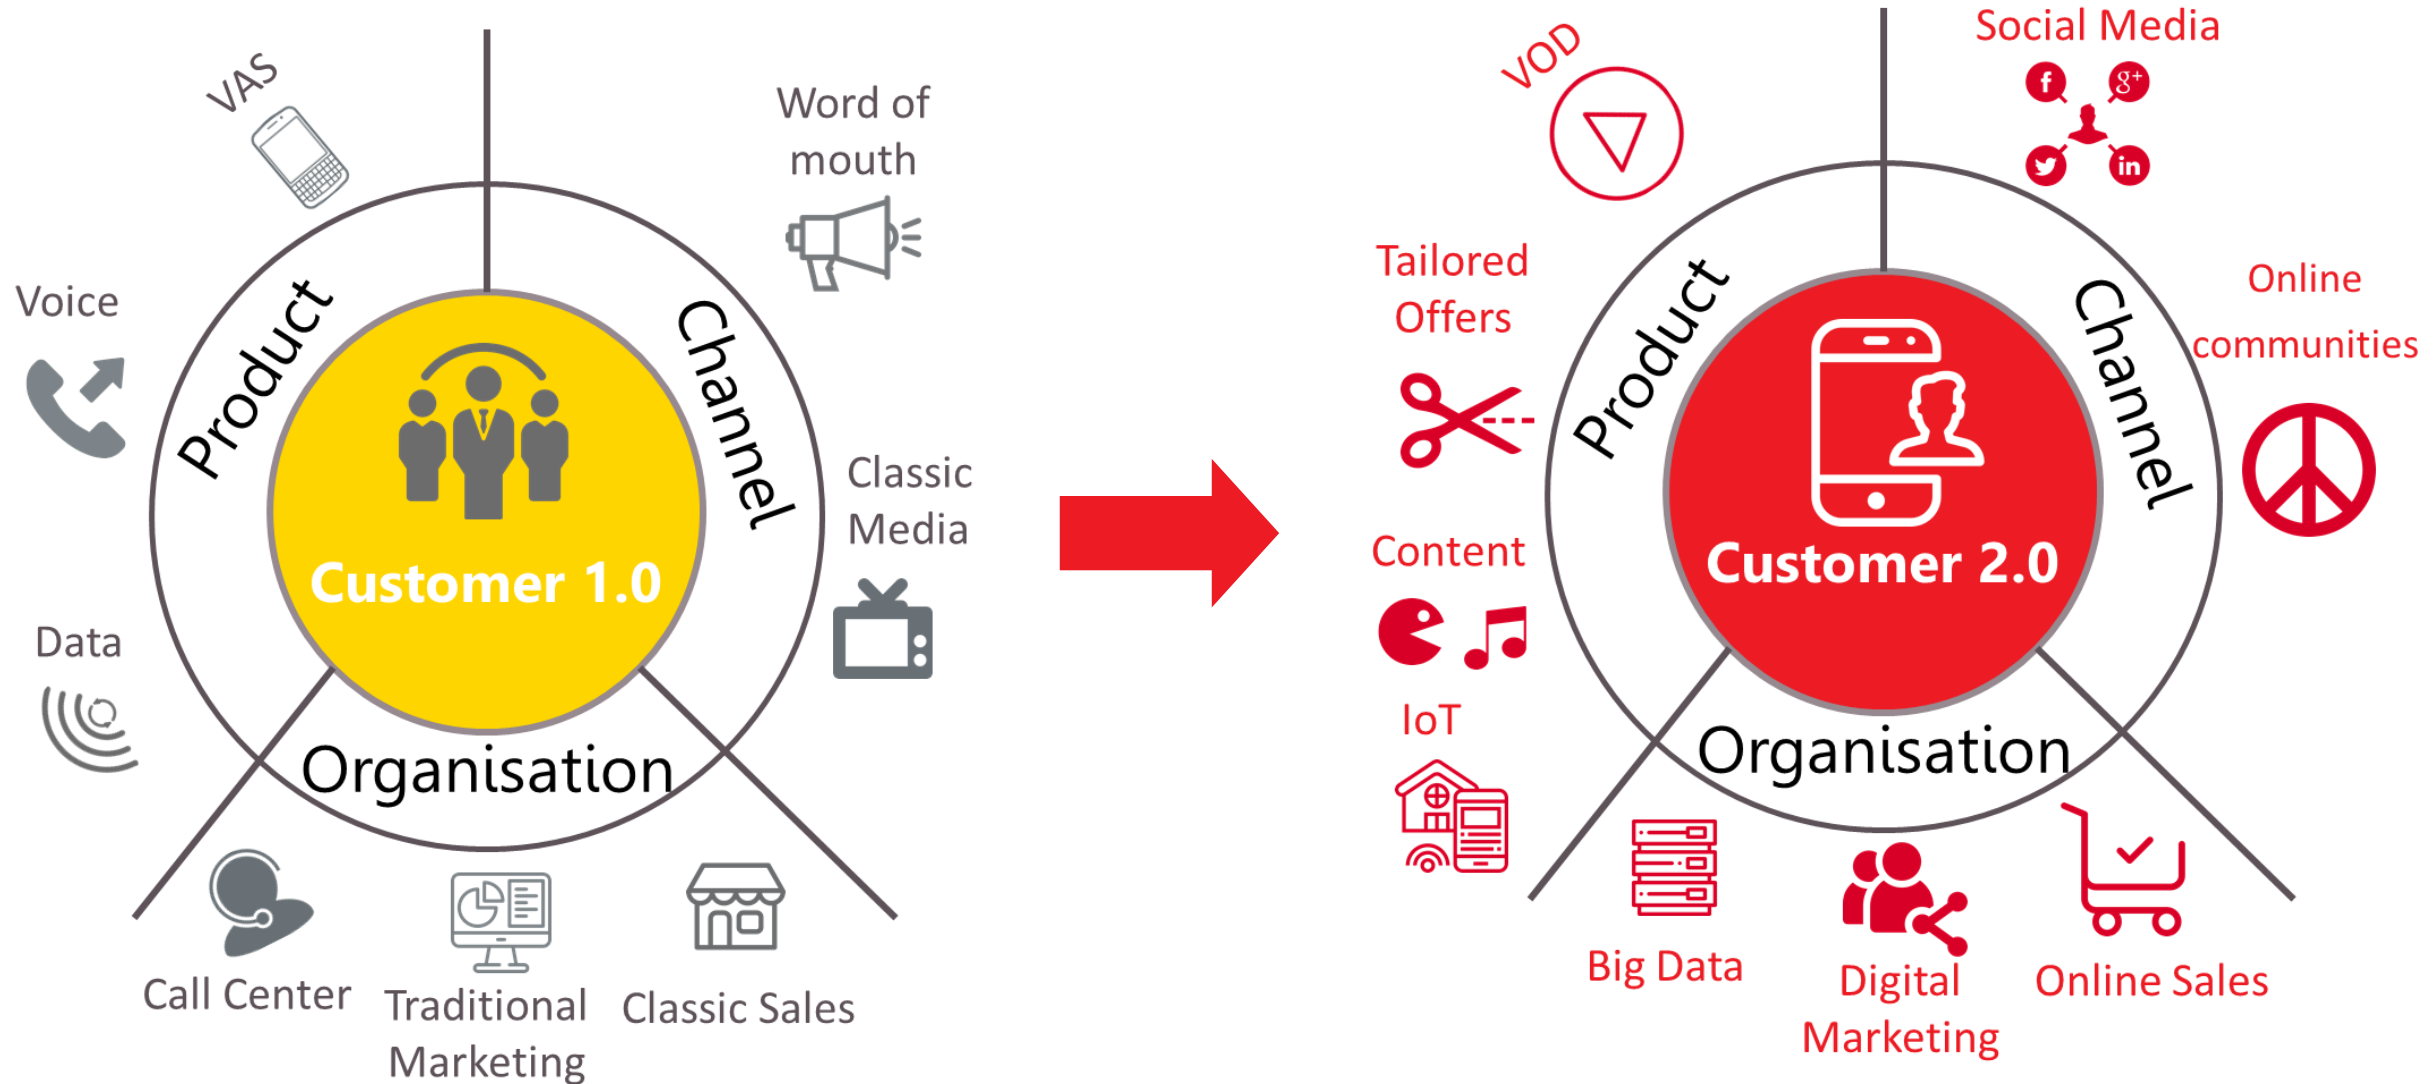 VAS
Word of
mouth
Voice
Product
Channel
Classic
Media
Customer 1.0
Data
Organisation
Call Center
Traditional
Marketing
Classic Sales
VOD
Social Media
f
g+
in
Tailored
Offers
Online
communities
Product
Channel
Content
Customer 2.0
IoT
Organisation
Big Data
Digital
Marketing
Online Sales